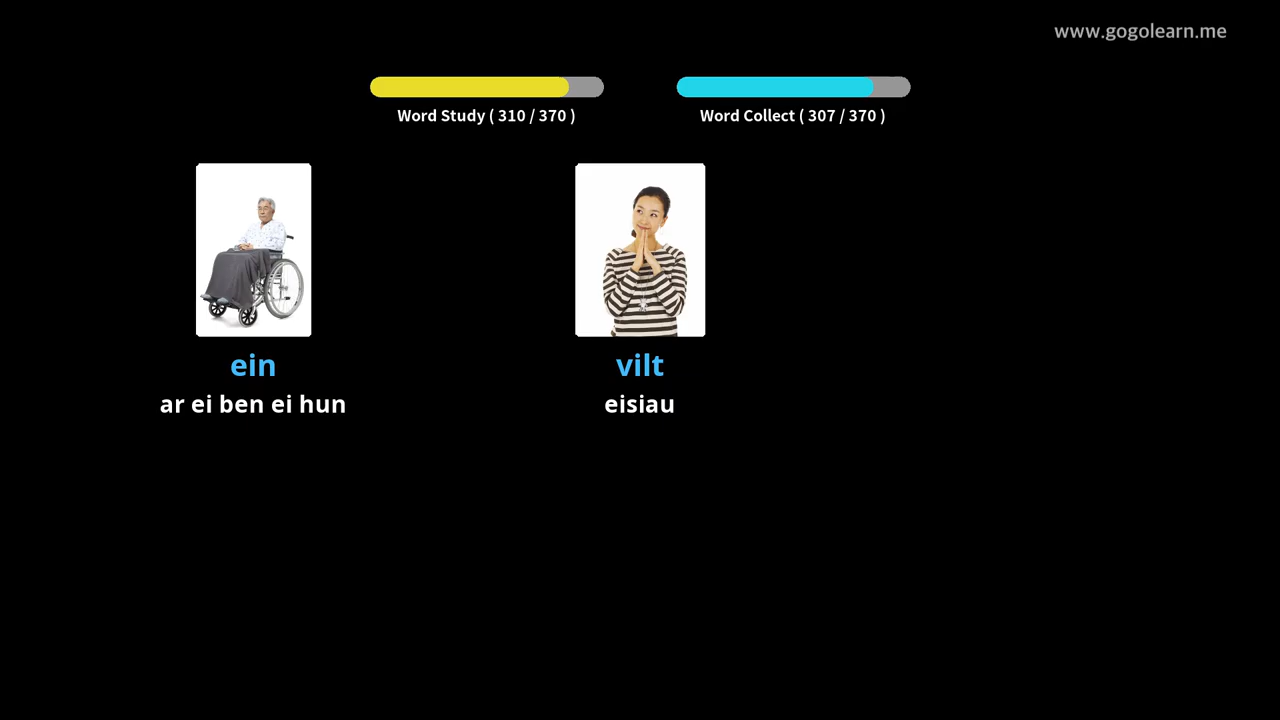 www.gogolearn.me
Word Study ( 310 / 370 )
Word Collect ( 307 / 370 )
ein
ar ei ben ei hun
vilt
eisiau